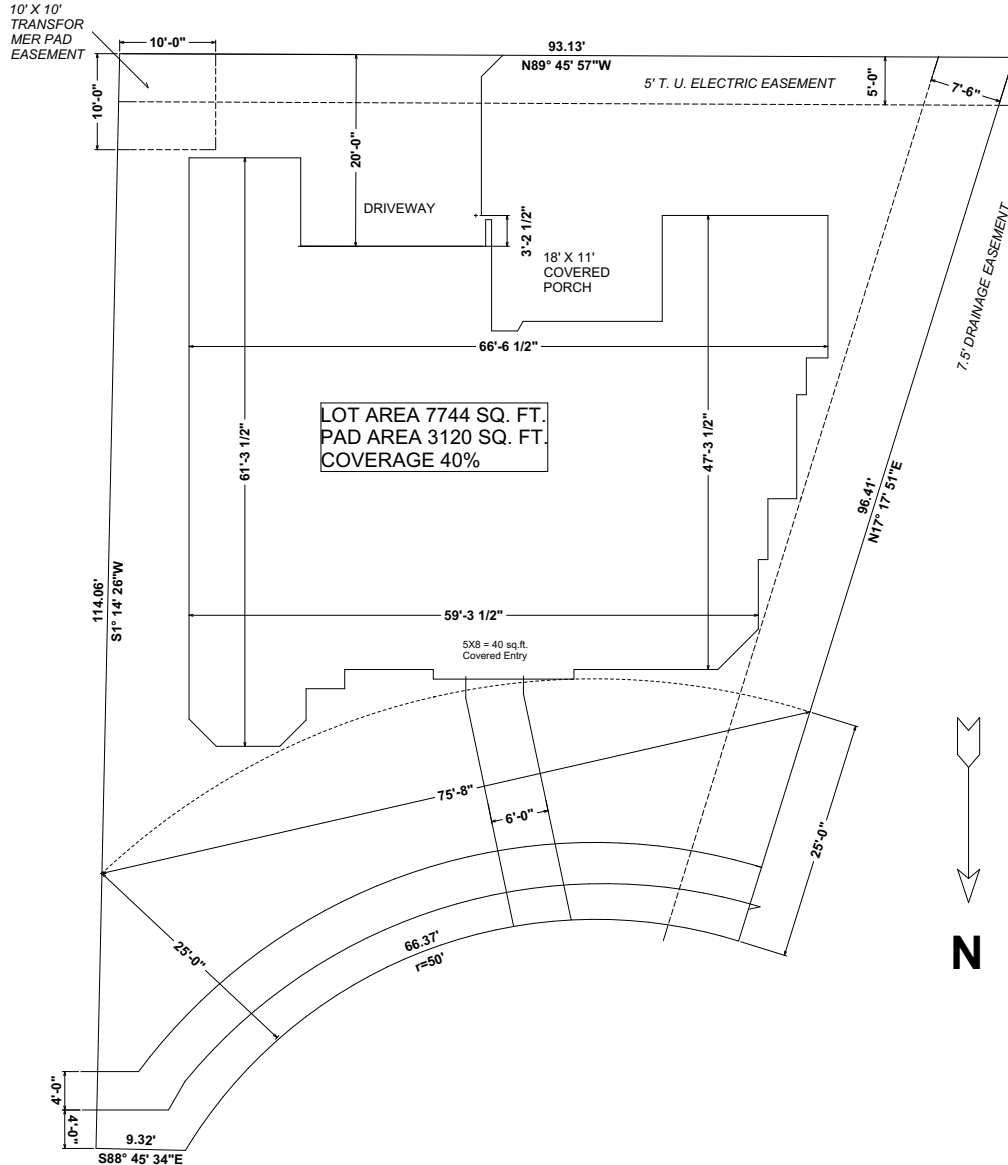 10' X 10'
TRANSFOR
MER PAD
EASEMENT
10'-0"
93.13'
N89° 45' 57"W
5' T. U. ELECTRIC EASEMENT
5'-0"
7'-6"
10'-0"
20'-0"
DRIVEWAY
3'-2 1/2"
18' X 11'
COVERED
PORCH
7.5' DRAINAGE EASEMENT
66'-6 1/2"
LOT AREA 7744 SQ. FT.
PAD AREA 3120 SQ. FT.
COVERAGE 40%
61'-3 1/2"
47'-3 1/2"
96.41'
N17° 17' 51"E
114.06'
S1° 14' 26"W
59'-3 1/2"
5X8 = 40 sq.ft.
Covered Entry
75'-8"
6'-0"
25'-0"
25'-0"
66.37'
r=50'
N
4'-0"
4'-0"
9.32'
S88° 45' 34"E